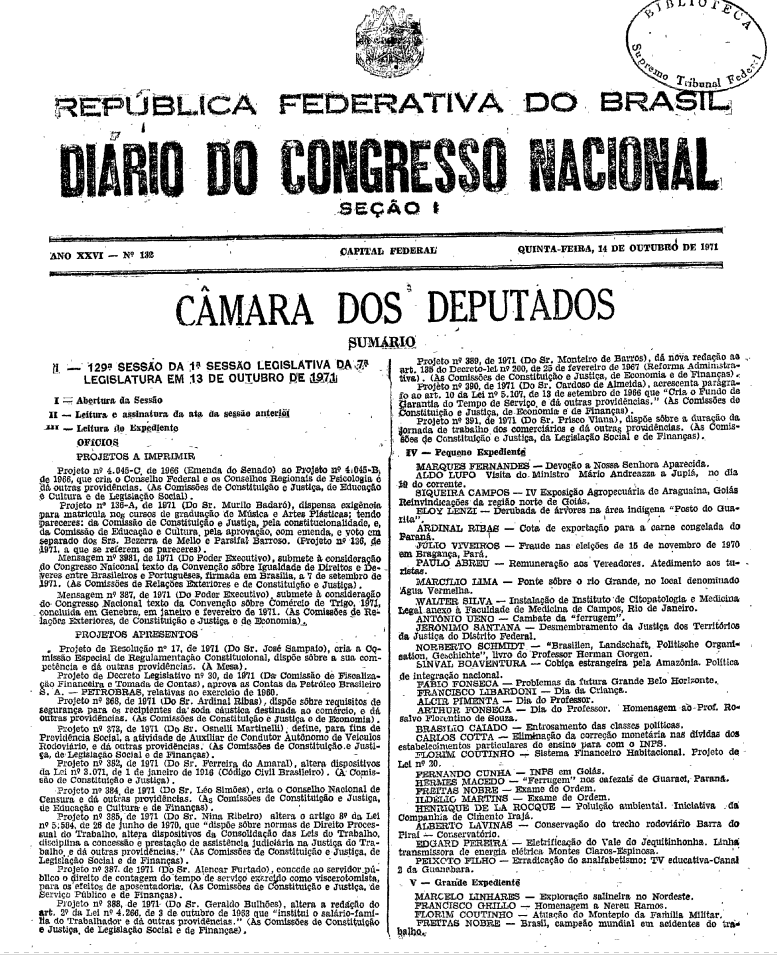 BIBLIOTECA
Supremo Tribunal Federal
REPÚBLICA FEDERATIVA DO BRASIL
DIÁRIO DO CONGRESSO NACIONAL
SEÇÃO I
ANO XXVI — Nº 132
CAPITAL FEDERAL
QUINTA-FEIRA, 14 DE OUTUBRO DE 1971
CÂMARA DOS DEPUTADOS
SUMÁRIO
— 129ª SESSÃO DA 1ª SESSÃO LEGISLATIVA DA 7ª
LEGISLATURA EM 13 DE OUTUBRO DE 1971
I — Abertura da Sessão
II — Leitura e assinatura da ata da sessão anterior
III — Leitura do Expediente
OFÍCIOS
PROJETOS A IMPRIMIR
Projeto nº 4.045-C, de 1966 (Emenda do Senado) ao Projeto nº 4.045-B,
de 1966, que cria o Conselho Federal e os Conselhos Regionais de Psicologia e
dá outras providências. (As Comissões de Constituição e Justiça, de Educação
e Cultura e de Legislação Social).
Projeto nº 136-A, de 1971 (Do Sr. Murilo Badaró), dispensa exigência
para matrícula nos cursos de graduação de Música e Artes Plásticas; tendo
pareceres: da Comissão de Constituição e Justiça, pela constitucionalidade, e,
da Comissão de Educação e Cultura, pela aprovação, com emenda, e voto em
separado dos Srs. Bezerra de Mello e Parsifal Barroso. (Projeto nº 136, de
1971, a que se referem os pareceres).
Mensagem nº 3981, de 1971 (Do Poder Executivo), submete à consideração
do Congresso Naicional texto da Convenção sobre Igualdade de Direitos e De-
veres entre Brasileiros e Portuguêses, firmada em Brasília, a 7 de setembro de
1971. (As Comissões de Relações Exteriores e de Constituição e Justiça).
Mensagem nº 387, de 1971 (Do Poder Executivo), submete à consideração
do Congresso Nacional texto da Convenção sôbre Comércio de Trigo, 1971,
concluída em Genebra, em janeiro e fevereiro de 1971. (As Comissões de Re-
lações Exteriores, de Constituição e Justiça e de Economia).
PROJETOS APRESENTOS
Projeto de Resolução nº 17, de 1971 (Do Sr. José Sampaio), cria a Co-
missão Especial de Regulamentação Constitucional, dispõe sôbre a sua com-
petência e dá outras providências. (A Mesa).
Projeto de Decreto Legislativo nº 30, de 1971 (Da Comissão de Fiscaliza-
ção Financeira e Tomada de Contas), aprova as Contas da Petróleo Brasileiro
S. A. — PETROBRÁS, relativas ao exercício de 1960.
Projeto nº 368, de 1971 (Do Sr. Ardinal Ribas), dispõe sôbre requisitos de
segurança para os recipientes da soda cáustica destinada ao comércio, e dá
outras providências. (As Comissões de Constituição e Justiça e de Economia).
Projeto nº 373, de 1971 (Do Sr. Osnelli Martinelli), define, para fins de
Previdência Social, a atividade de Auxiliar de Condutor Autônomo de Veículos
Rodoviário, e dá outras providências. (As Comissões de Constituição e Justi-
ça, de Legislação Social e de Finanças).
Projeto nº 382, de 1971 (Do Sr. Ferreira do Amaral), altera dispositivos
da Lei nº 3.071, de 1 de janeiro de 1916 (Código Civil Brasileiro). (A Comis-
são de Constituição e Justiça).
Projeto nº 384, de 1971 (Do Sr. Léo Simões), cria o Conselho Nacional de
Censura e dá outras providências. (As Comissões de Constituição e Justiça,
de Educação e Cultura e de Finanças).
Projeto nº 385, de 1971 (Do Sr. Nina Ribeiro) altera o artigo 8º da Lei
nº 5.584, de 26 de junho de 1970, que "dispõe sôbre normas de Direito Proces-
sual do Trabalho, altera dispositivos da Consolidação das Leis do Trabalho,
disciplina a concessão e prestação de assistência judiciária na Justiça do Tra-
balho, e dá outras providências." (As Comissões de Constituição e Justiça, de
Legislação Social e de Finanças).
Projeto nº 387, de 1971 (Do Sr. Alencar Furtado), concede ao servidor pú-
blico o direito de contagem do tempo de serviço exercido como visceropotomista,
para os efeitos de aposentadoria. (As Comissões de Constituição e Justiça, de
Serviço Público e de Finanças).
Projeto nº 388, de 1971 (Do Sr. Geraldo Bulhões), altera a redação do
art. 2º da Lei nº 4.266, de 3 de outubro de 1963 que "institui o salário-famí-
lia do Trabalhador e dá outras providências." (As Comissões de Constituição
e Justiça, de Legislação Social e de Finanças).
Projeto nº 389, de 1971 (Do Sr. Monteiro de Barros), dá nova redação ao
art. 135 do Decreto-lei nº 200, de 25 de fevereiro de 1967 (Reforma Administra-
tiva). (As Comissões de Constituição e Justiça, de Economia e de Finanças).
Projeto nº 390, de 1971 (Do Sr. Cardoso de Almeida), acrescenta parágra-
fo ao art. 10 da Lei nº 5.107, de 13 de setembro de 1966 que "Cria o Fundo de
Garantia do Tempo de Serviço, e dá outras providências." (As Comissões de
Constituição e Justiça, de Economia e de Finanças).
Projeto nº 391, de 1971 (Do Sr. Prisco Viana), dispõe sôbre a duração da
jornada de trabalho dos comerciários e dá outras providências. (As Comis-
sões de Constituição e Justiça, da Legislação Social e de Finanças).
IV — Pequeno Expediente
MARQUES FERNANDES — Devoção a Nossa Senhora Aparecida.
ALDO LUPO Visita do Ministro Mário Andreazza a Jupiá, no dia
19 do corrente.
SIQUEIRA CAMPOS — IV Exposição Agropecuária de Araguaina, Goiás
Reinvindicações da região norte de Goiás.
ELOY LENZI — Derubada de árvores na área indígena "Posto do Gua-
rita".
ARDINAL RIBAS — Cota de exportação para a carne congelada do
Paraná.
JÚLIO VIVEIROS — Fraude nas eleições de 15 de novembro de 1970
em Bragança, Pará.
PAULO ABREU — Remuneração aos Vereadores. Atedimento aos tu-
ristas.
MARCÍLIO LIMA — Ponte sôbre o rio Grande, no local denominado
Água Vermelha.
WALTER SILVA — Instalação de Instituto de Citopatologia e Medicina
Legal anexo à Faculdade de Medicina de Campos, Rio de Janeiro.
ANTÔNIO UENO — Cambate da "ferrugem".
JERÔNIMO SANTANA — Desmembramento da Justiça dos Territórios
da Justiça do Distrito Federal.
NORBERTO SCHMIDT — "Brasilien, Landschaft, Politische Organi-
sation, Geschichte", livro do Professor Herman Gorgen.
SINVAL BOAVENTURA — Cobiça estrangeira pela Amazônia. Política
de integração nacional.
FÁBIO FONSECA — Problemas da futura Grande Belo Horizonte.
FRANCISCO LIBARDONI — Dia da Criança.
ALCIR PIMENTA — Dia do Professor.
ARTHUR FONSECA — Dia do Professor. Homenagem ao Prof. Ro-
salvo Florentino de Souza.
BRASÍLIO CAIADO — Entrosamento das classes políticas.
CARLOS COTTA — Eliminação da correção monetária nas dívidas dos
estabelecimentos particulares de ensino para com o INPS.
FLORIM COUTINHO — Sistema Financeiro Habitacional. Projeto de
Lei nº 20.
FERNANDO CUNHA — INPS em Goiás.
HERMES MACEDO — "Ferrugem" nos cafezais de Guaraci, Paraná.
FREITAS NOBRE — Exame de Ordem.
ILDÉLIO MARTINS — Exame de Ordem.
HENRIQUE DE LA ROCQUE — Poluição ambiental. Iniciativa da
Companhia de Cimento Irajá.
ALBERTO LAVINAS — Conservação do trecho rodoviário Barra do
Piraí — Conservatório.
EDGARD PEREIRA — Eletrificação do Vale do Jequitinhonha. Linha
transmissora de energia elétrica Montes Claros-Espinosa.
PEIXOTO FILHO — Erradicação do analfabetismo: TV educativa-Canal
2 da Guanabara.
V — Grande Expediente
MARCELO LINHARES — Exploração salineira no Nordeste.
FRANCISCO GRILLO — Homenagem a Nereu Ramos.
FLORIM COUTINHO — Atuação do Montepio da Família Militar.
FREITAS NOBRE — Brasil, campeão mundial em acidentes do tra-
balho.